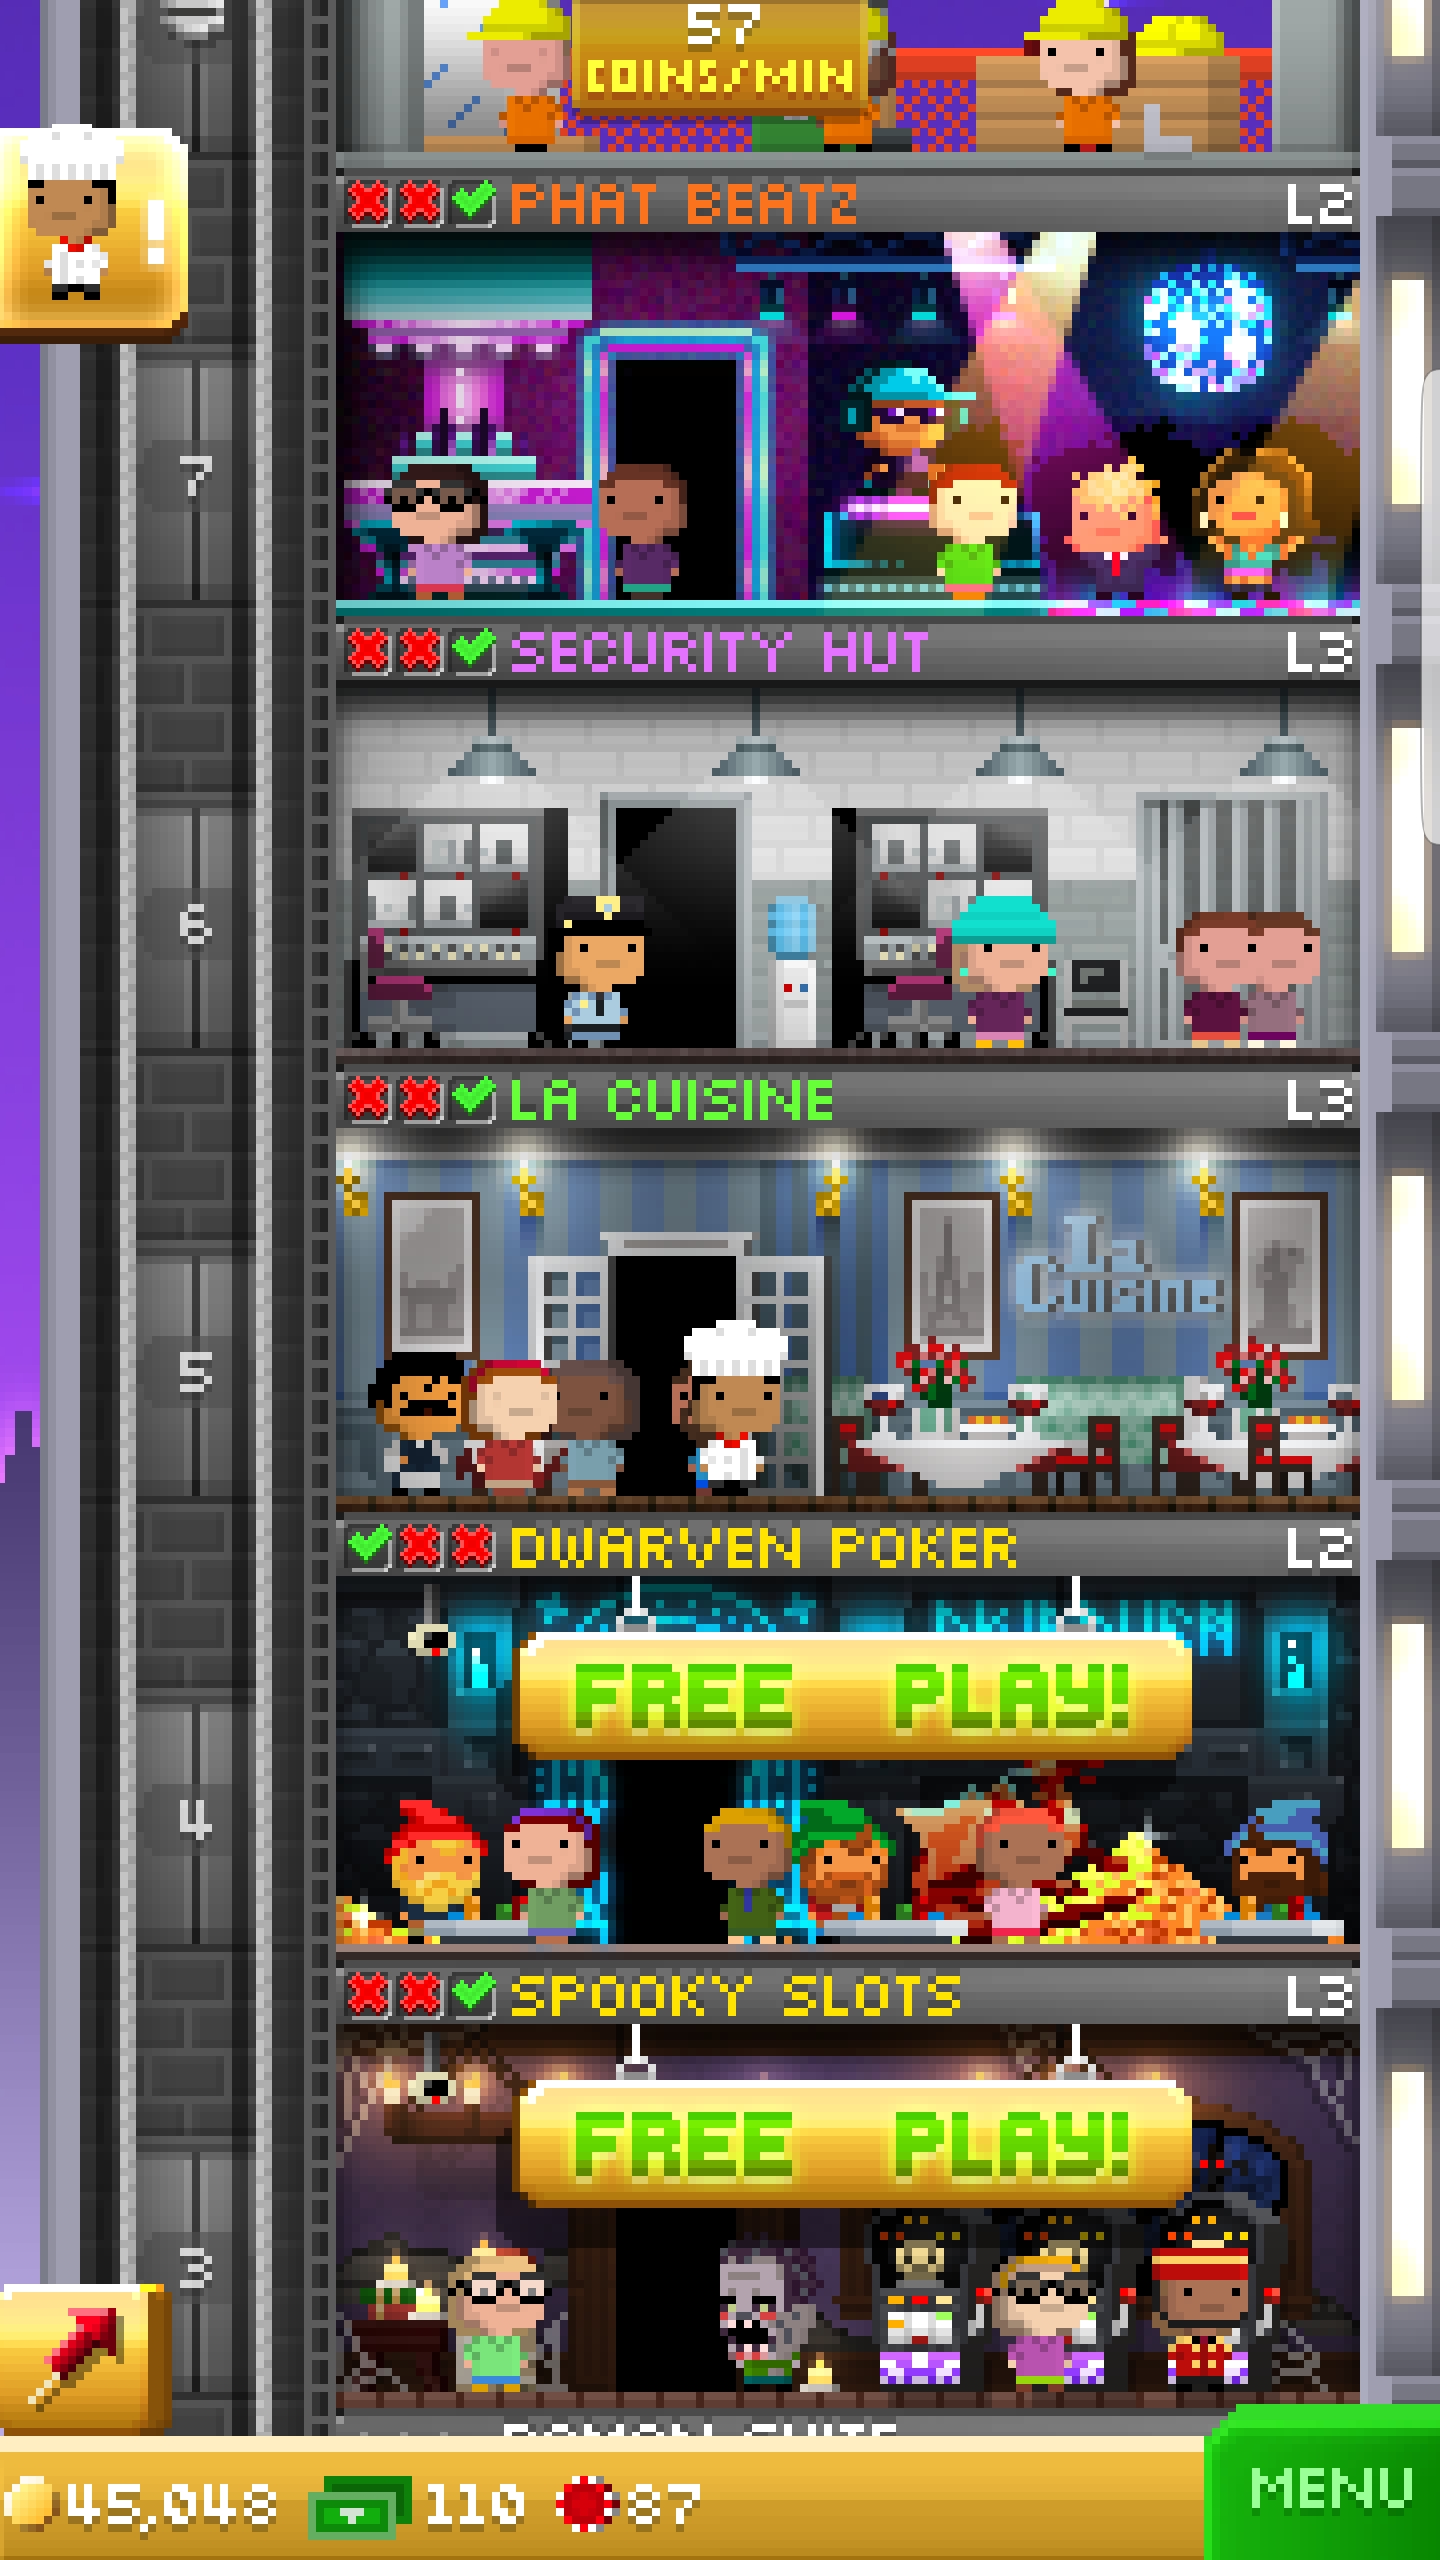 57
COINS/MIN
!
PHAT BEATZ L2
7
SECURITY HUT L3
6
LA CUISINE L3
La
Cuisine
5
DWARVEN POKER L2
FREE PLAY!
4
SPOOKY SLOTS L3
FREE PLAY!
3
45,048 110 87
MENU